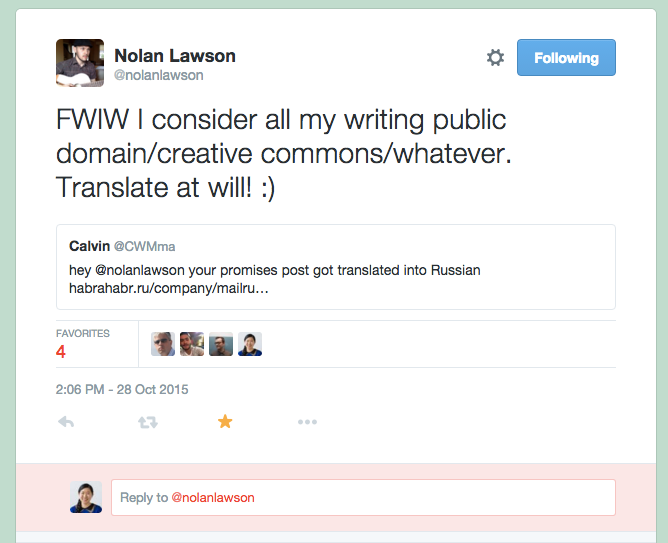 Nolan Lawson
@nolanlawson
Following
FWIW I consider all my writing public
domain/creative commons/whatever.
Translate at will! :)
Calvin @CWMma
hey @nolanlawson your promises post got translated into Russian
habrahabr.ru/company/mailru…
FAVORITES
4
2:06 PM - 28 Oct 2015
Reply to @nolanlawson